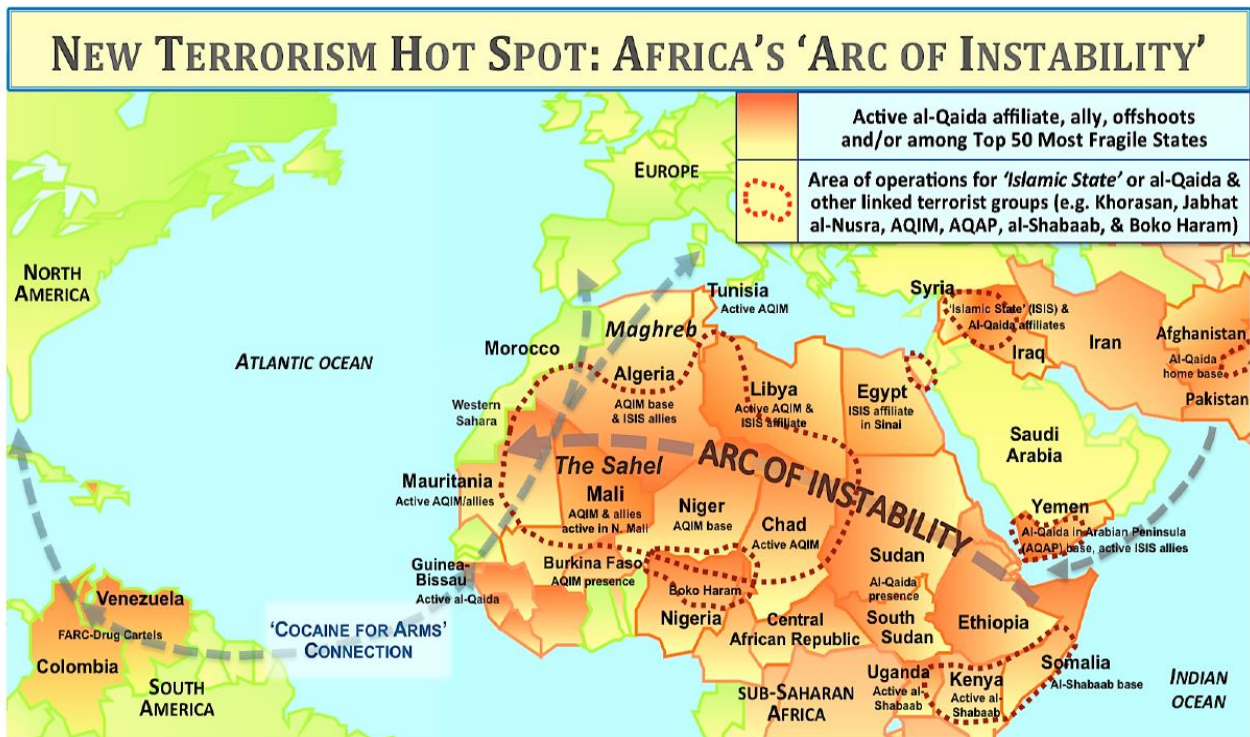 NEW TERRORISM HOT SPOT: AFRICA'S 'ARC OF INSTABILITY'
Active al-Qaida affiliate, ally, offshoots
and/or among Top 50 Most Fragile States
Area of operations for 'Islamic State' or al-Qaida &
other linked terrorist groups (e.g. Khorasan, Jabhat
al-Nusra, AQIM, AQAP, al-Shabaab, & Boko Haram)
EUROPE
NORTH
AMERICA
ATLANTIC OCEAN
Tunisia
Active AQIM
Syria
'Islamic State' (ISIS) &
Al-Qaida affiliates
Iraq
Iran
Afghanistan
Al-Qaida
home base
Pakistan
Maghreb
Morocco
Algeria
AQIM base
& ISIS allies
Libya
Active AQIM &
ISIS affiliate
Egypt
ISIS affiliate
in Sinai
Western
Sahara
Saudi
Arabia
ARC OF INSTABILITY
The Sahel
Mauritania
Active AQIM/allies
Mali
AQIM & allies
active in N. Mali
Niger
AQIM base
Chad
Active AQIM
Yemen
Al-Qaida in Arabian Peninsula
(AQAP) base, active ISIS allies
Sudan
Al-Qaida
presence
Guinea-
Bissau
Active al-Qaida
Burkina Faso
AQIM presence
Boko Haram
Nigeria
Central
African Republic
South
Sudan
Ethiopia
Venezuela
FARC-Drug Cartels
Colombia
'COCAINE FOR ARMS'
CONNECTION
SOUTH
AMERICA
SUB-SAHARAN
AFRICA
Uganda
Active al-
Shabaab
Kenya
Active al-
Shabaab
Somalia
Al-Shabaab base
INDIAN
OCEAN